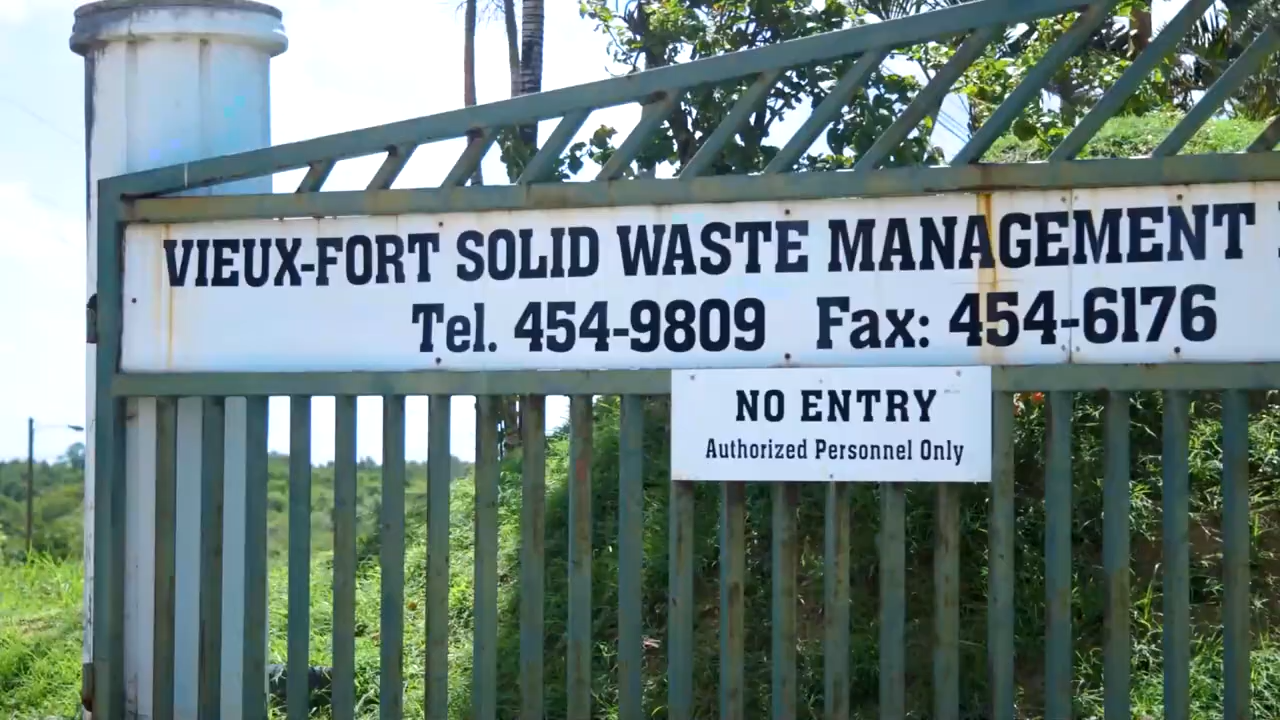 VIEUX-FORT SOLID WASTE MANAGEMENT
Tel. 454-9809 Fax: 454-6176
NO ENTRY
Authorized Personnel Only